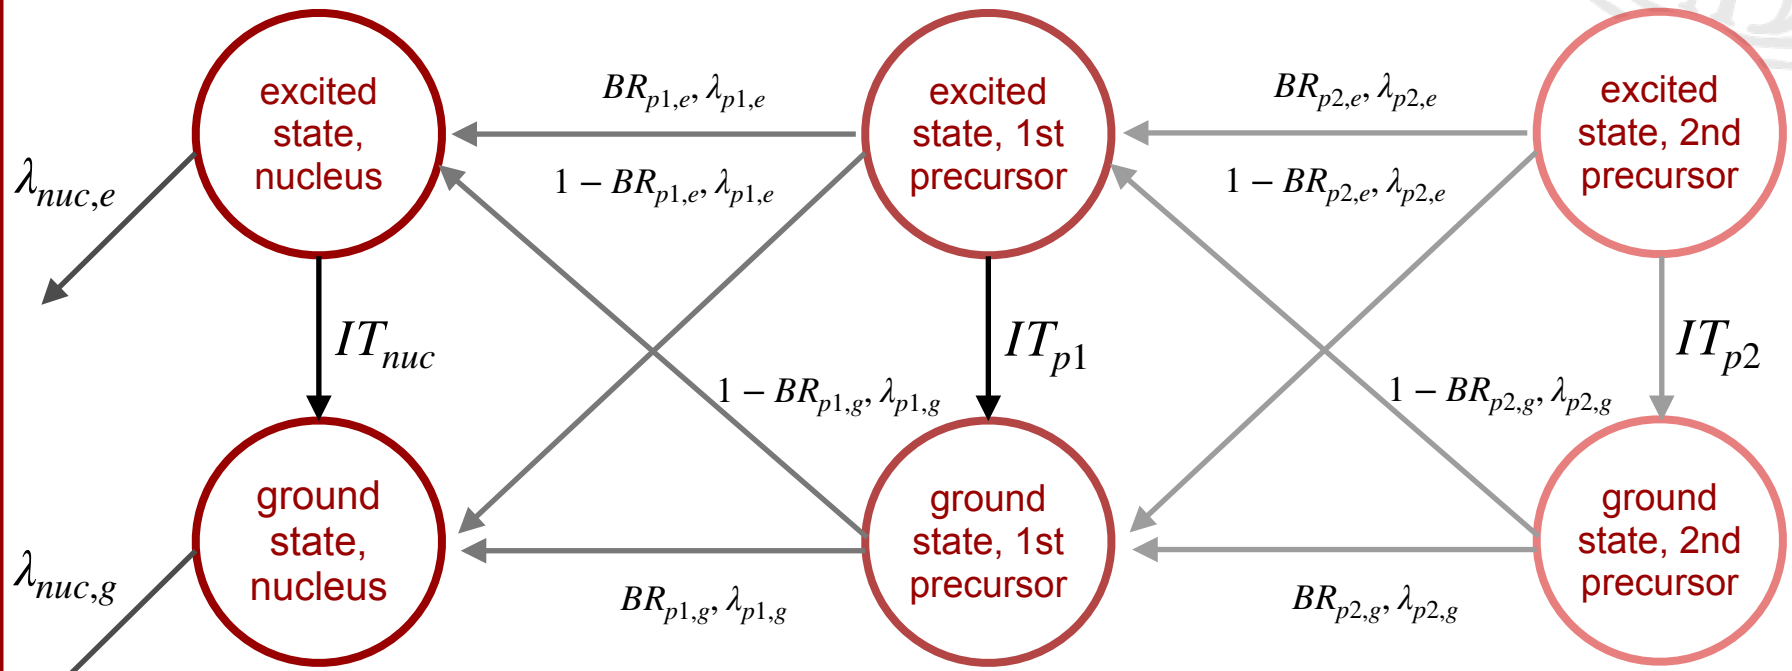 excited
state,
nucleus
BR_{p1,e}, λ_{p1,e}
1 − BR_{p1,e}, λ_{p1,e}
excited
state, 1st
precursor
BR_{p2,e}, λ_{p2,e}
1 − BR_{p2,e}, λ_{p2,e}
excited
state, 2nd
precursor
λ_{nuc,e}
IT_{nuc}
IT_{p1}
IT_{p2}
1 − BR_{p1,g}, λ_{p1,g}
1 − BR_{p2,g}, λ_{p2,g}
λ_{nuc,g}
ground
state,
nucleus
BR_{p1,g}, λ_{p1,g}
ground
state, 1st
precursor
BR_{p2,g}, λ_{p2,g}
ground
state, 2nd
precursor